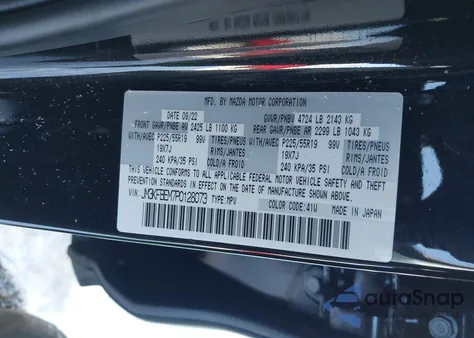 MFD. BY MAZDA MOTOR CORPORATION
DATE 09/22
GVWR/PNBV 4724 LB 2143 KG
FRONT GAWR/PNBE AV 2425 LB 1100 KG
REAR GAWR/PNBE AR 2299 LB 1043 KG
WITH/AVEC P225/55R19 99V TIRES/PNEUS
WITH/AVEC P225/55R19 99V TIRES/PNEUS
19X7J RIMS/JANTES
19X7J RIMS/JANTES
240 KPA/35 PSI COLD/A FROID
240 KPA/35 PSI COLD/A FROID
THIS VEHICLE CONFORMS TO ALL APPLICABLE FEDERAL MOTOR VEHICLE SAFETY AND
THEFT PREVENTION STANDARDS IN EFFECT ON THE DATE OF MANUFACTURE SHOWN ABOVE.
VIN: JM3KFBEM7P0128073 TYPE: MPV
COLOR CODE: 41W MADE IN JAPAN
autoSnap